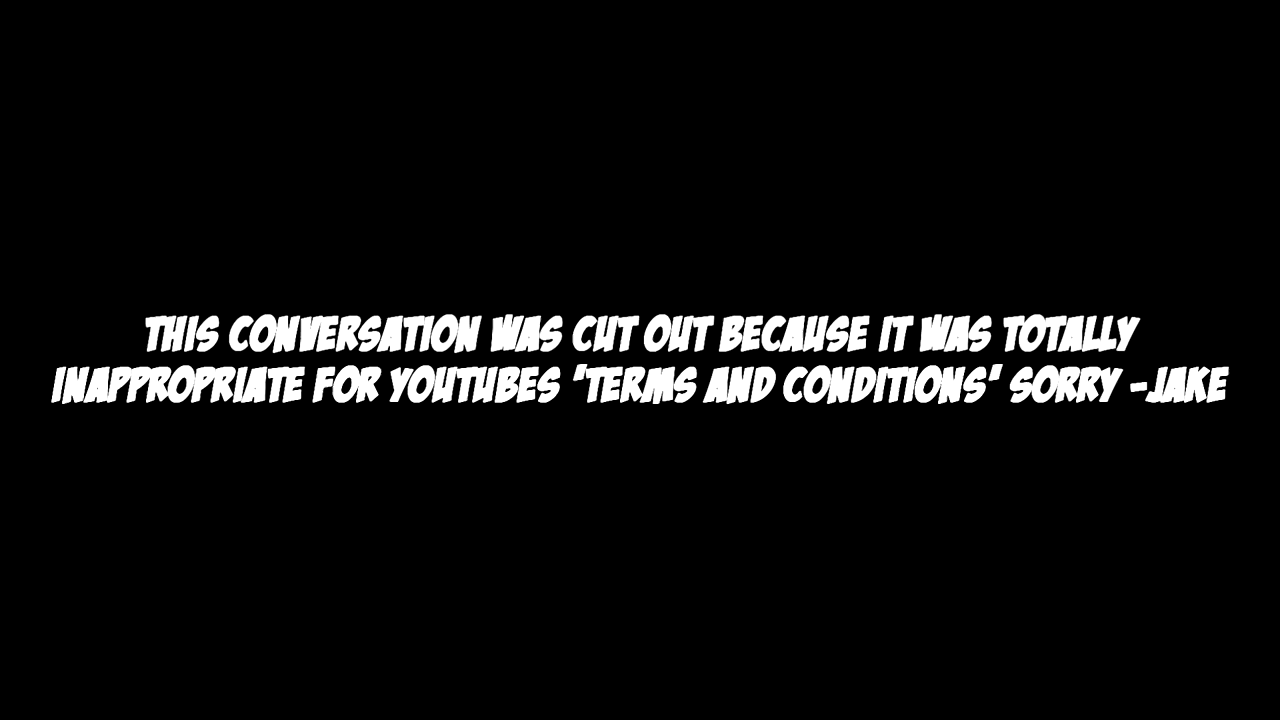 THIS CONVERSATION WAS CUT OUT BECAUSE IT WAS TOTALLY
INAPPROPRIATE FOR YOUTUBES 'TERMS AND CONDITIONS' SORRY -JAKE